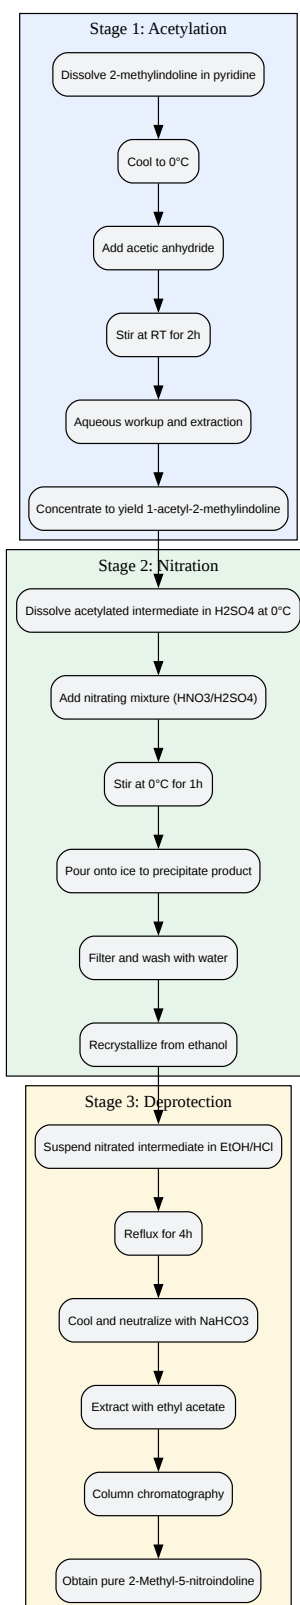 Stage 1: Acetylation
Dissolve 2-methylindoline in pyridine
Cool to 0°C
Add acetic anhydride
Stir at RT for 2h
Aqueous workup and extraction
Concentrate to yield 1-acetyl-2-methylindoline
Stage 2: Nitration
Dissolve acetylated intermediate in H2SO4 at 0°C
Add nitrating mixture (HNO3/H2SO4)
Stir at 0°C for 1h
Pour onto ice to precipitate product
Filter and wash with water
Recrystallize from ethanol
Stage 3: Deprotection
Suspend nitrated intermediate in EtOH/HCl
Reflux for 4h
Cool and neutralize with NaHCO3
Extract with ethyl acetate
Column chromatography
Obtain pure 2-Methyl-5-nitroindoline